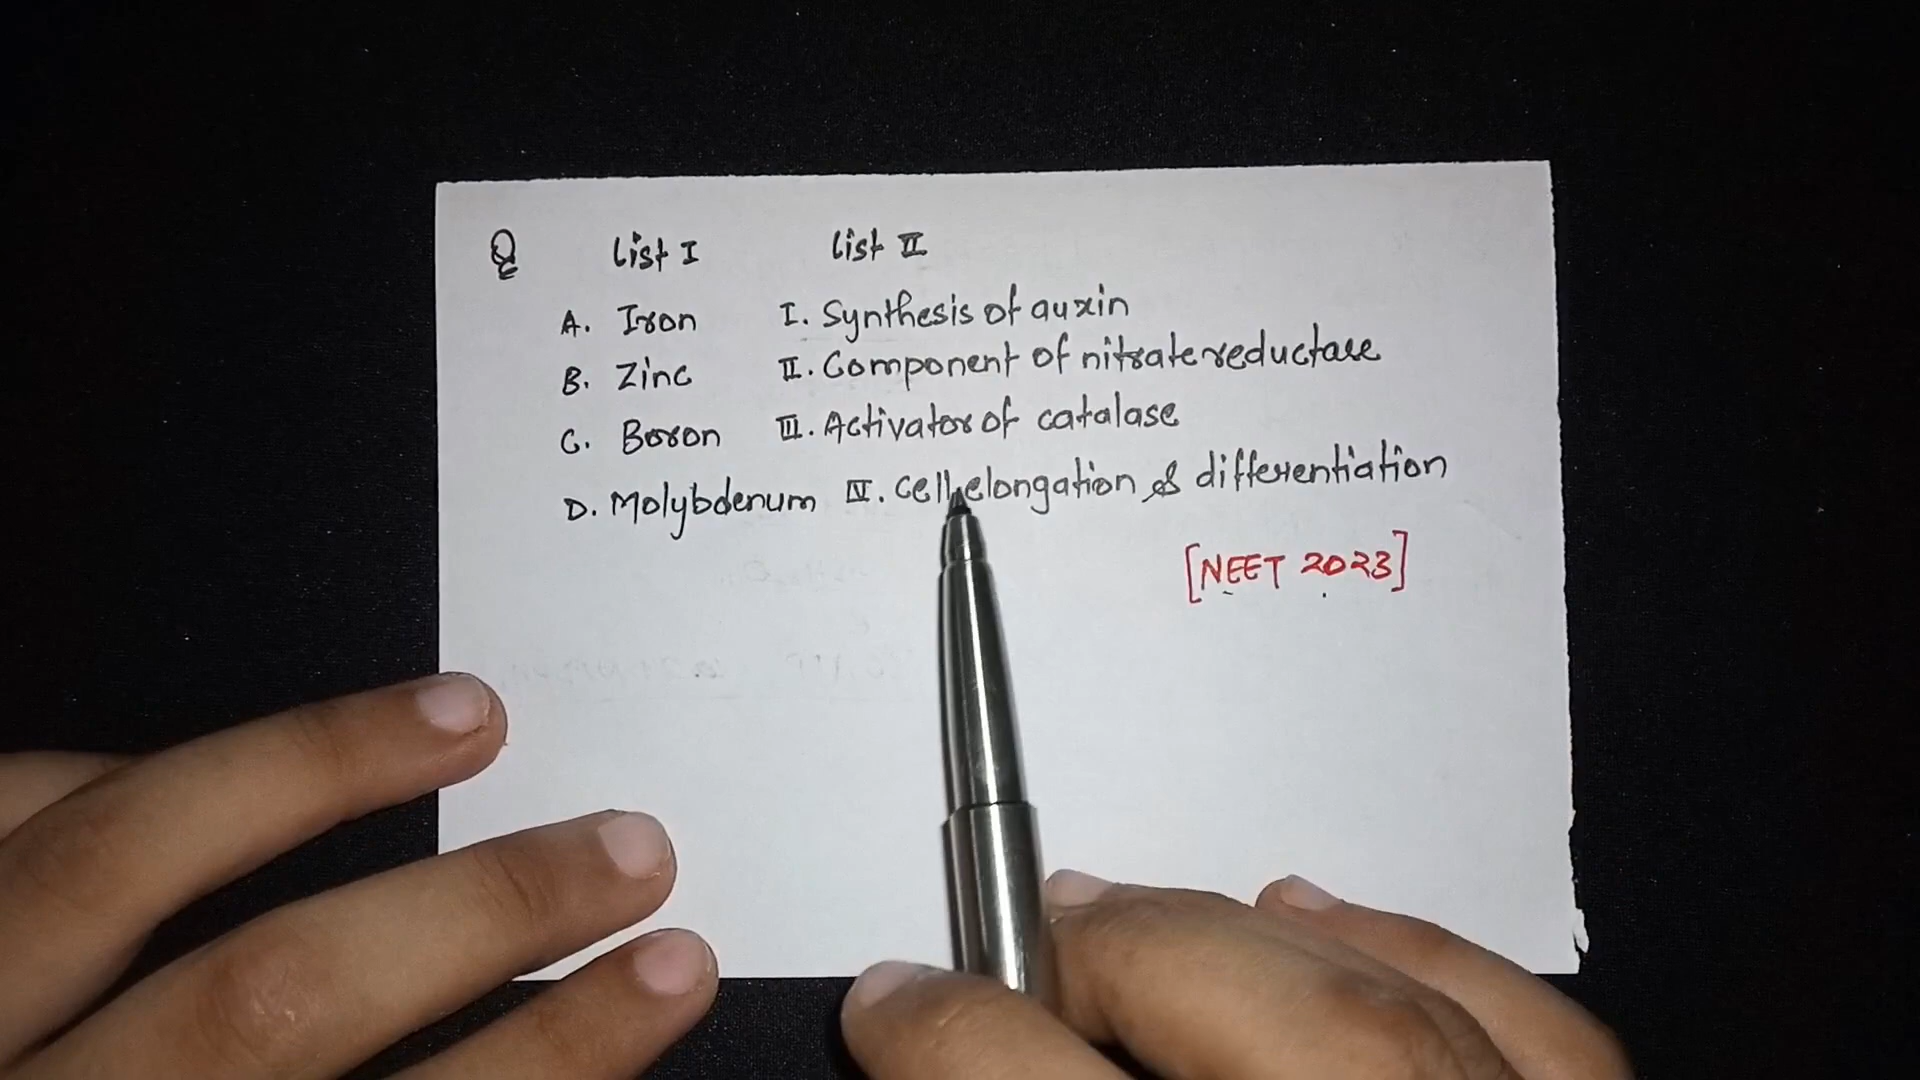 Q List I List II
A. Iron I. Synthesis of auxin
B. Zinc II. Component of nitrate reductase
C. Boron III. Activator of catalase
D. Molybdenum IV. Cell elongation & differentiation
[NEET 2023]